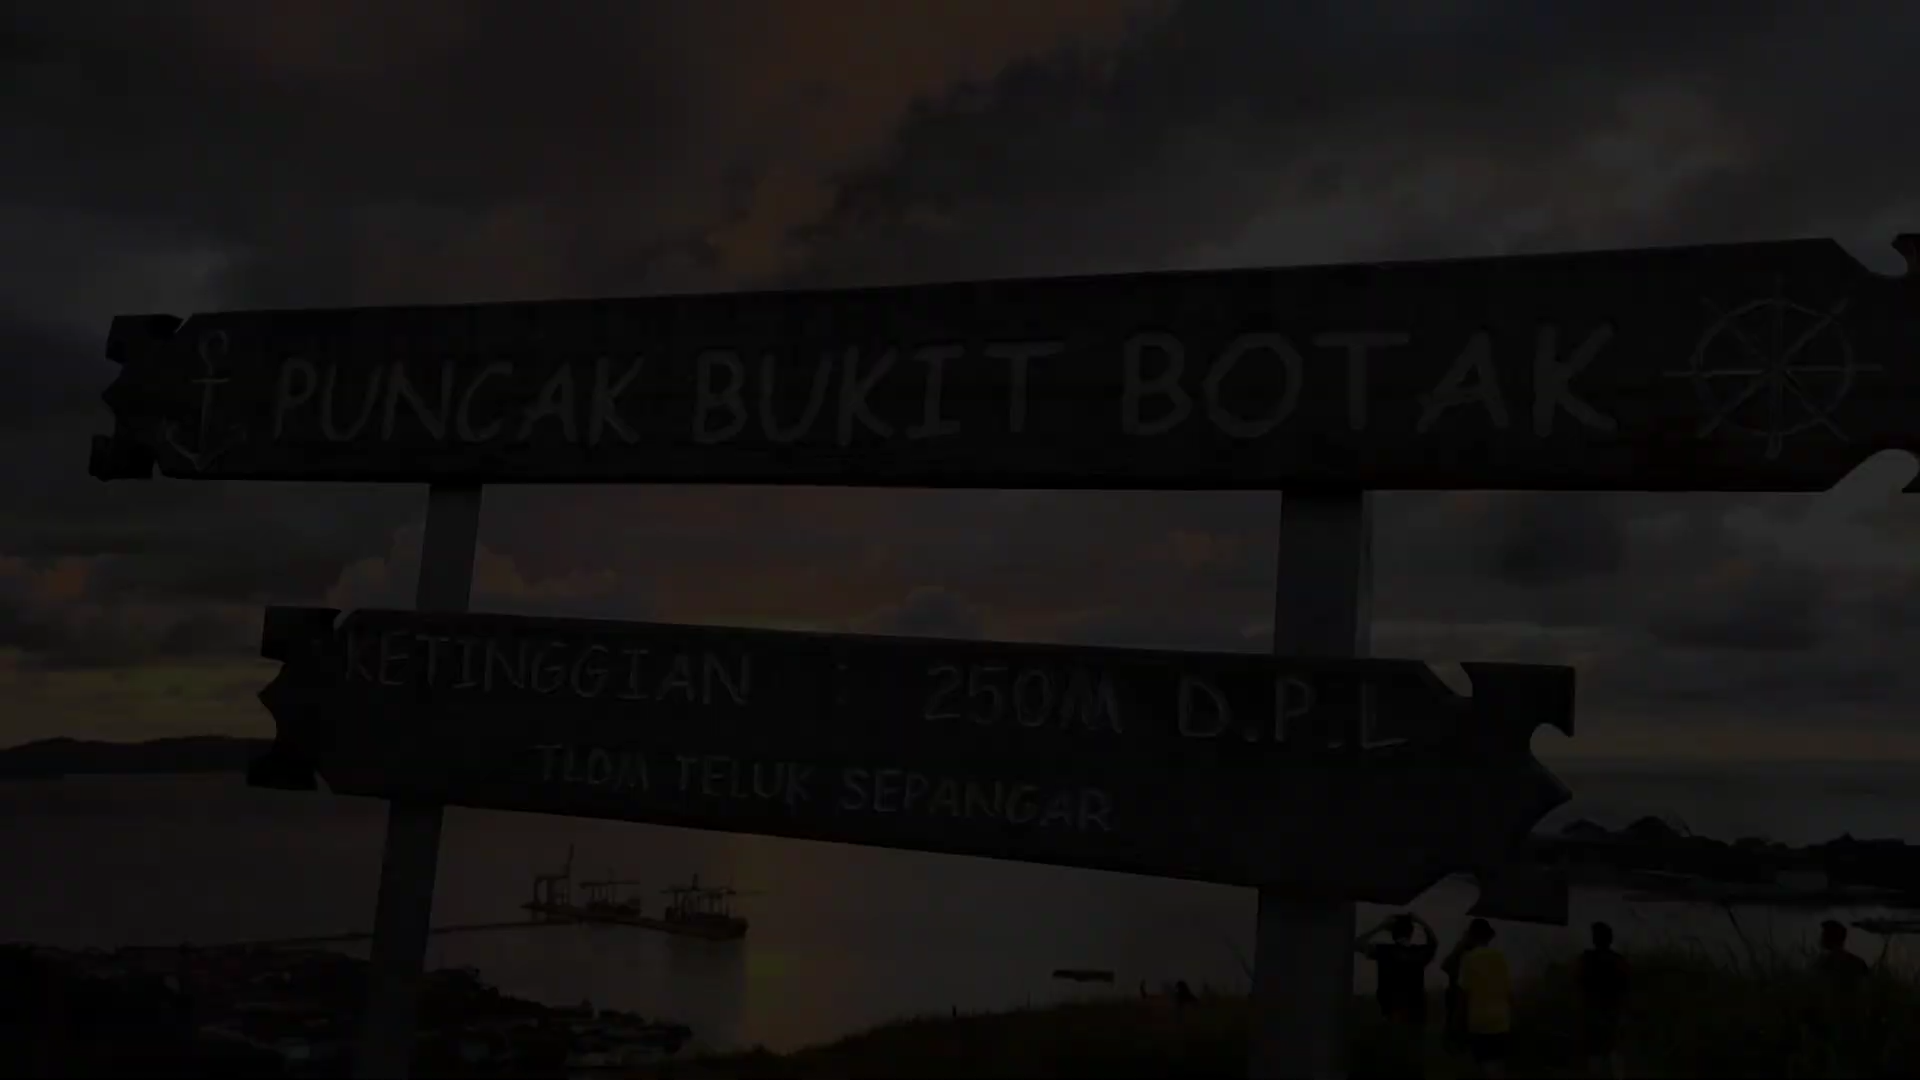 PUNCAK BUKIT BOTAK
KETINGGIAN : 250M D.P.L
TLDM TELUK SEPANGAR